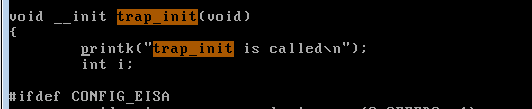 void __init trap_init(void)
{
printk("trap_init is called\n");
int i;
#ifdef CONFIG_EISA